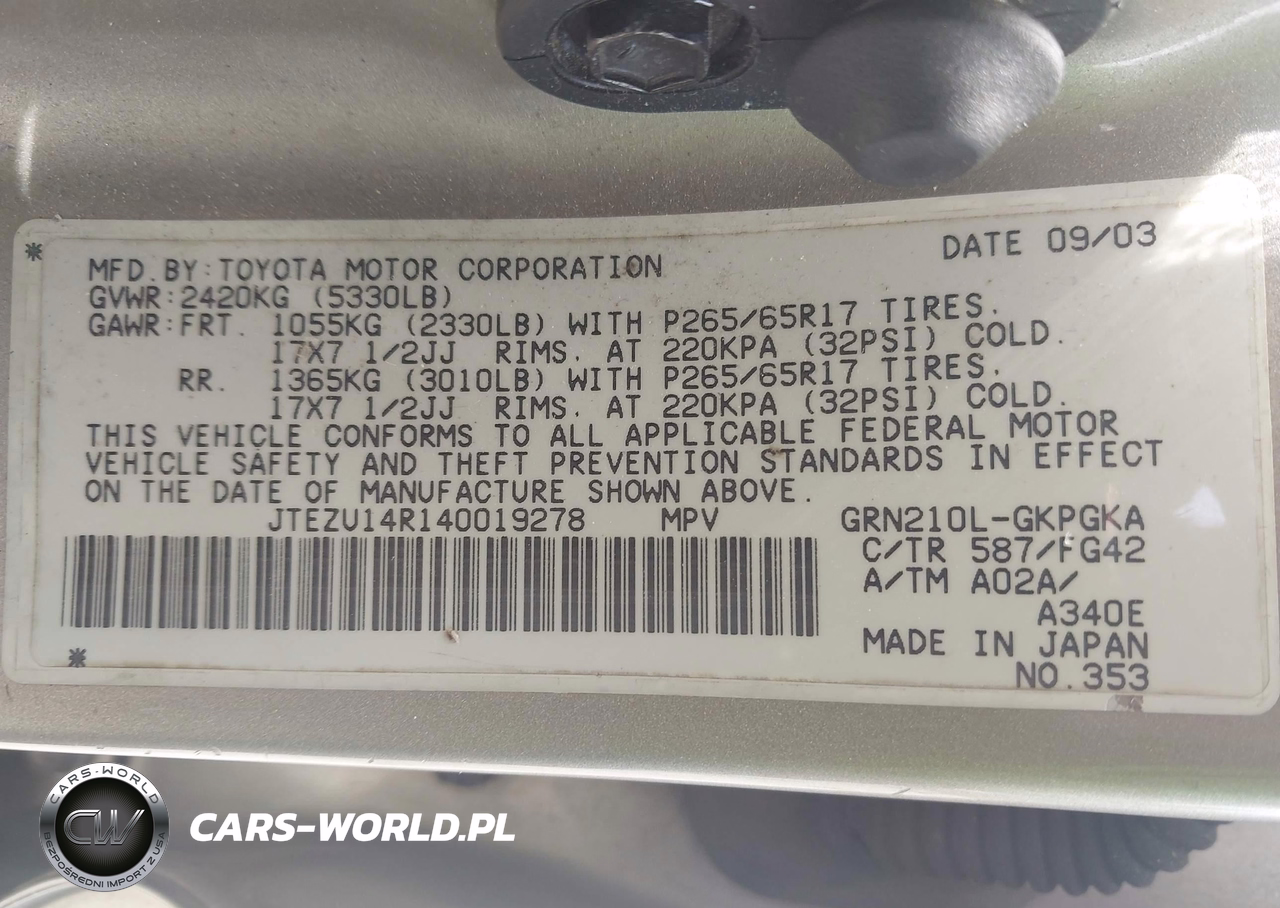 DATE 09/03
MFD.BY:TOYOTA MOTOR CORPORATION
GVWR:2420KG (5330LB)
GAWR:FRT. 1055KG (2330LB) WITH P265/65R17 TIRES.
17X7 1/2JJ RIMS. AT 220KPA (32PSI) COLD.
RR. 1365KG (3010LB) WITH P265/65R17 TIRES.
17X7 1/2JJ RIMS. AT 220KPA (32PSI) COLD.
THIS VEHICLE CONFORMS TO ALL APPLICABLE FEDERAL MOTOR
VEHICLE SAFETY AND THEFT PREVENTION STANDARDS IN EFFECT
ON THE DATE OF MANUFACTURE SHOWN ABOVE.
JTEZU14R140019278 MPV GRN210L-GKPGKA
C/TR 587/FG42
A/TM A02A/
A340E
MADE IN JAPAN
NO.353
CARS-WORLD
CW
BEZPOŚREDNI IMPORT Z USA
CARS-WORLD.PL